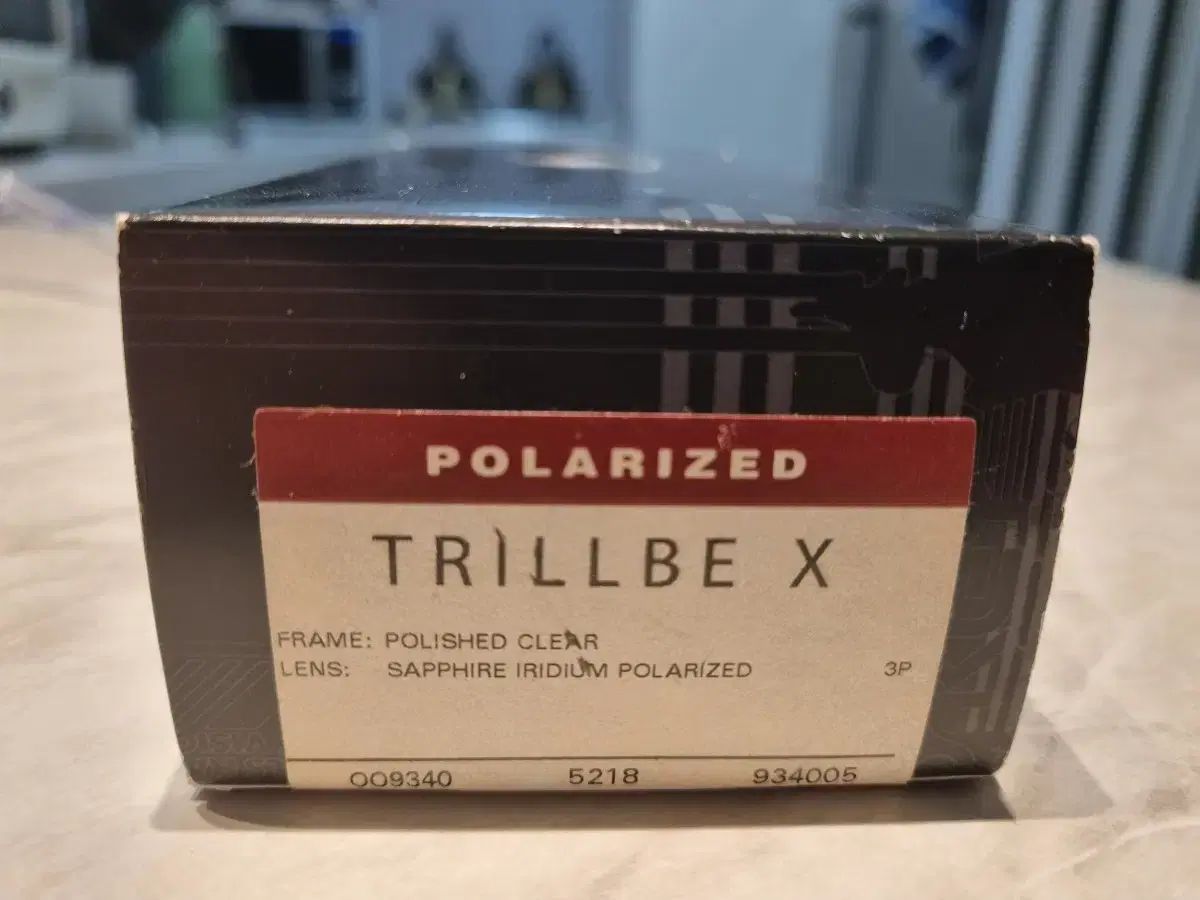 POLARIZED
TRILLBE X
FRAME: POLISHED CLEAR
LENS: SAPPHIRE IRIDIUM POLARIZED 3P
OO9340 5218 934005